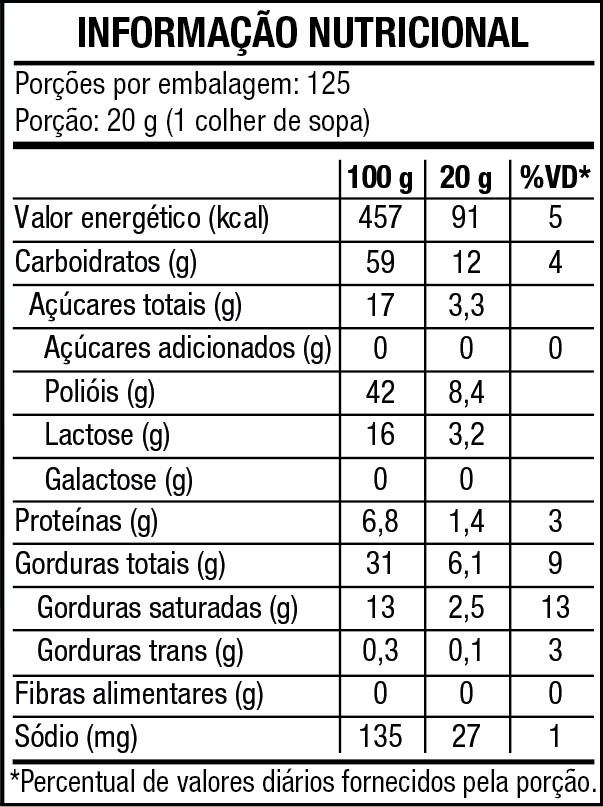 INFORMAÇÃO NUTRICIONAL
Porções por embalagem: 125
Porção: 20 g (1 colher de sopa)
100 g 20 g %VD*
Valor energético (kcal) 457 91 5
Carboidratos (g) 59 12 4
Açúcares totais (g) 17 3,3
Açúcares adicionados (g) 0 0 0
Polióis (g) 42 8,4
Lactose (g) 16 3,2
Galactose (g) 0 0
Proteínas (g) 6,8 1,4 3
Gorduras totais (g) 31 6,1 9
Gorduras saturadas (g) 13 2,5 13
Gorduras trans (g) 0,3 0,1 3
Fibras alimentares (g) 0 0 0
Sódio (mg) 135 27 1
*Percentual de valores diários fornecidos pela porção.